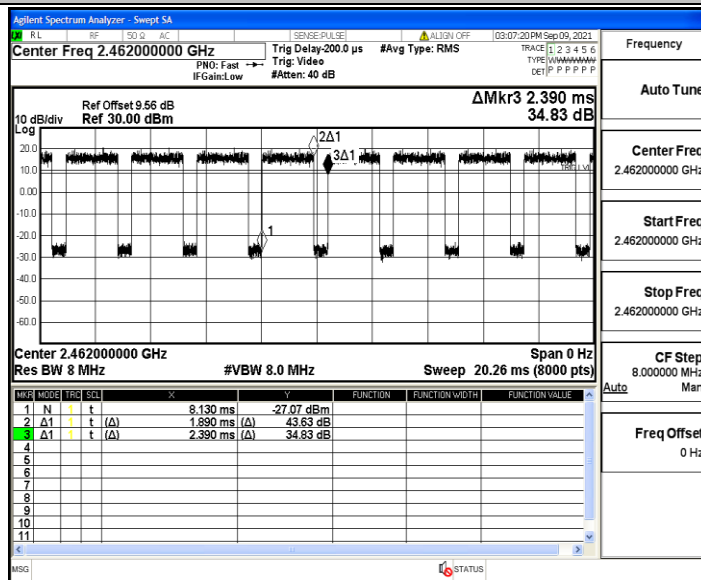 Agilent Spectrum Analyzer - Swept SA
RL RF 50 Ω AC SENSE:PULSE ALIGN OFF 03:07:20 PM Sep 09, 2021
Center Freq 2.462000000 GHz
PNO: Fast
IFGain:Low
Trig Delay-200.0 µs
Trig: Video
#Atten: 40 dB
#Avg Type: RMS
TRACE 1 2 3 4 5 6
TYPE
DET P P P P P P
Frequency
Auto Tune
Center Freq
2.462000000 GHz
Start Freq
2.462000000 GHz
Stop Freq
2.462000000 GHz
CF Step
8.000000 MHz
Auto Man
Freq Offset
0 Hz
Ref Offset 9.56 dB
10 dB/div Ref 30.00 dBm
ΔMkr3 2.390 ms
34.83 dB
Log
20.0
10.0
0.00
-10.0
-20.0
-30.0
-40.0
-50.0
-60.0
2Δ1
3Δ1
TRIG LVL
1
Center 2.462000000 GHz Span 0 Hz
Res BW 8 MHz #VBW 8.0 MHz Sweep 20.26 ms (8000 pts)
MKR MODE TRC SCL X Y FUNCTION FUNCTION WIDTH FUNCTION VALUE
1 N t 8.130 ms -27.07 dBm
2 Δ1 t (Δ) 1.890 ms (Δ) 43.63 dB
3 Δ1 t (Δ) 2.390 ms (Δ) 34.83 dB
4
5
6
7
8
9
10
11
MSG STATUS